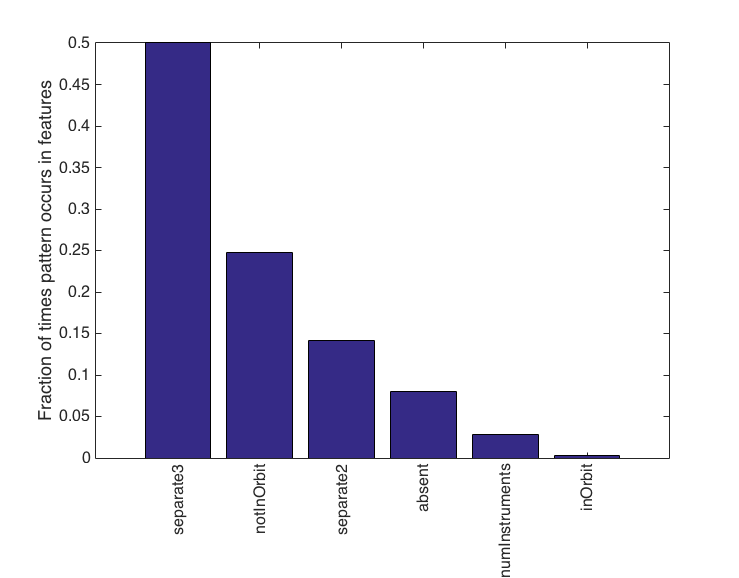 Fraction of times pattern occurs in features
0.5
0.45
0.4
0.35
0.3
0.25
0.2
0.15
0.1
0.05
0
separate3
notInOrbit
separate2
absent
numInstruments
inOrbit